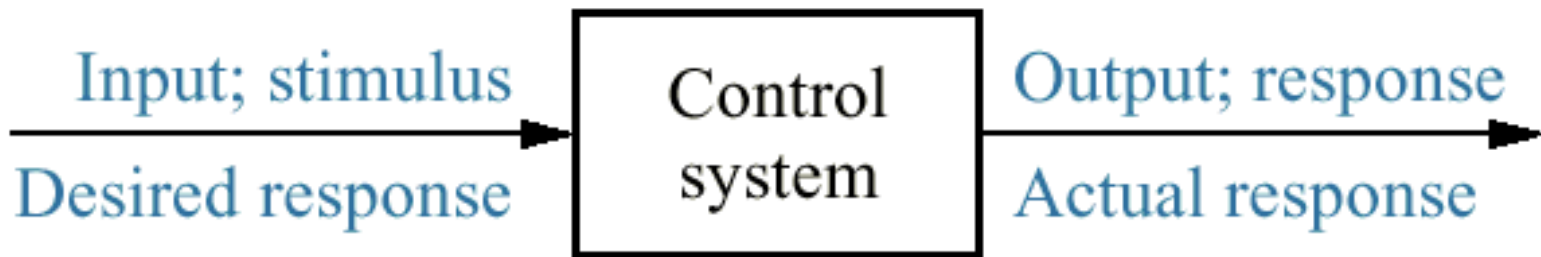 Input; stimulus
Desired response
Control
system
Output; response
Actual response